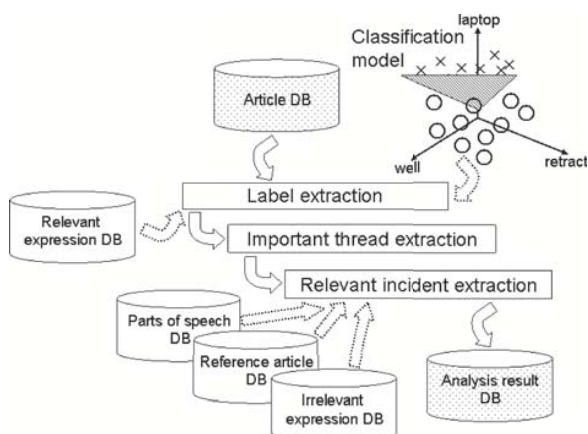 laptop
Classification
model
Article DB
well
retract
Label extraction
Relevant
expression DB
Important thread extraction
Relevant incident extraction
Parts of speech
DB
Reference article
DB
Irrelevant
expression DB
Analysis result
DB